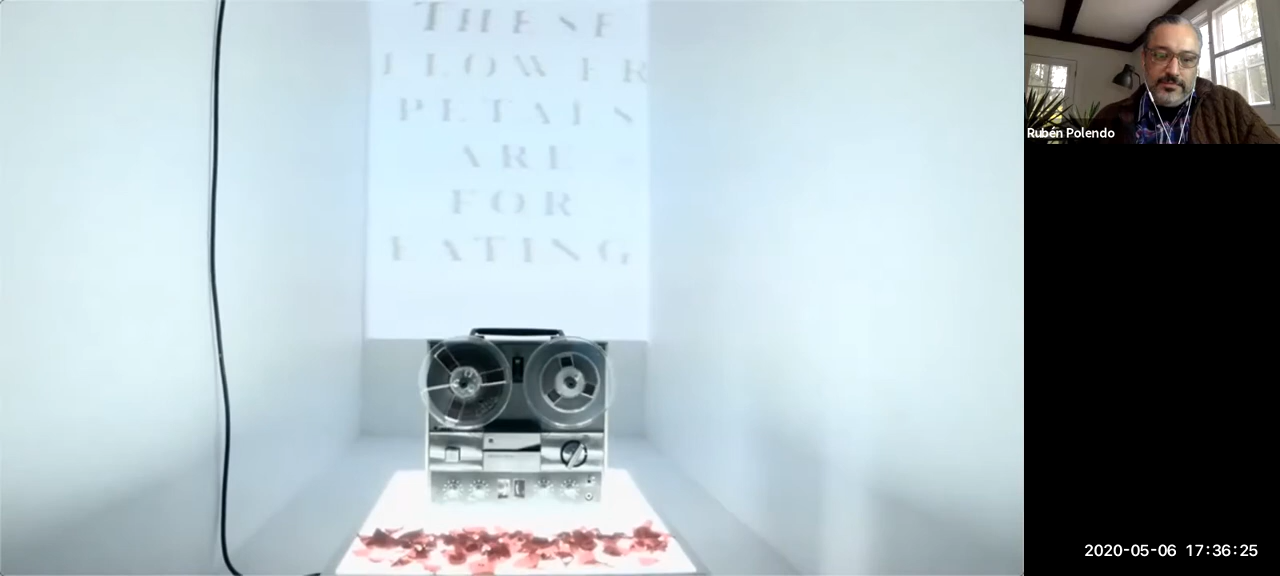 THESE
FLOWER
PETALS
ARE
FOR
EATING
Rubén Polendo
2020-05-06 17:36:25